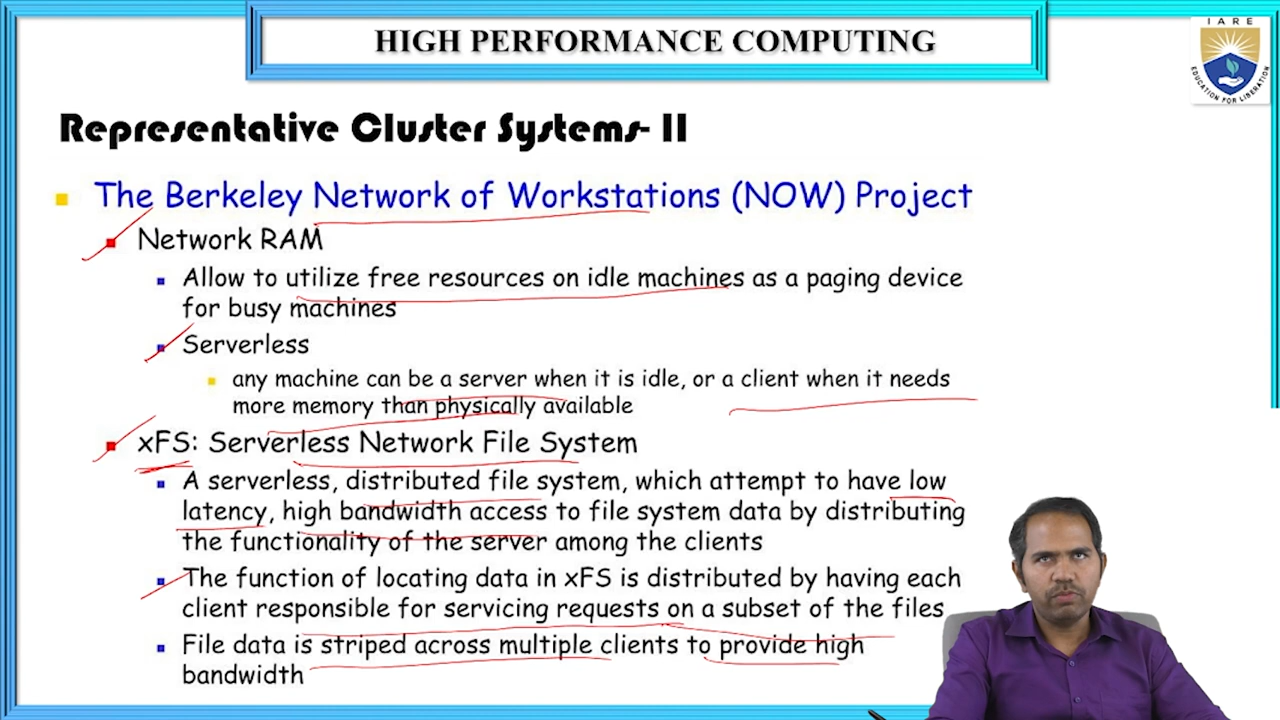 HIGH PERFORMANCE COMPUTING
IARE
EDUCATION FOR LIBERATION
Representative Cluster Systems- II
The Berkeley Network of Workstations (NOW) Project
Network RAM
Allow to utilize free resources on idle machines as a paging device
for busy machines
Serverless
any machine can be a server when it is idle, or a client when it needs
more memory than physically available
xFS: Serverless Network File System
A serverless, distributed file system, which attempt to have low
latency, high bandwidth access to file system data by distributing
the functionality of the server among the clients
The function of locating data in xFS is distributed by having each
client responsible for servicing requests on a subset of the files
File data is striped across multiple clients to provide high
bandwidth